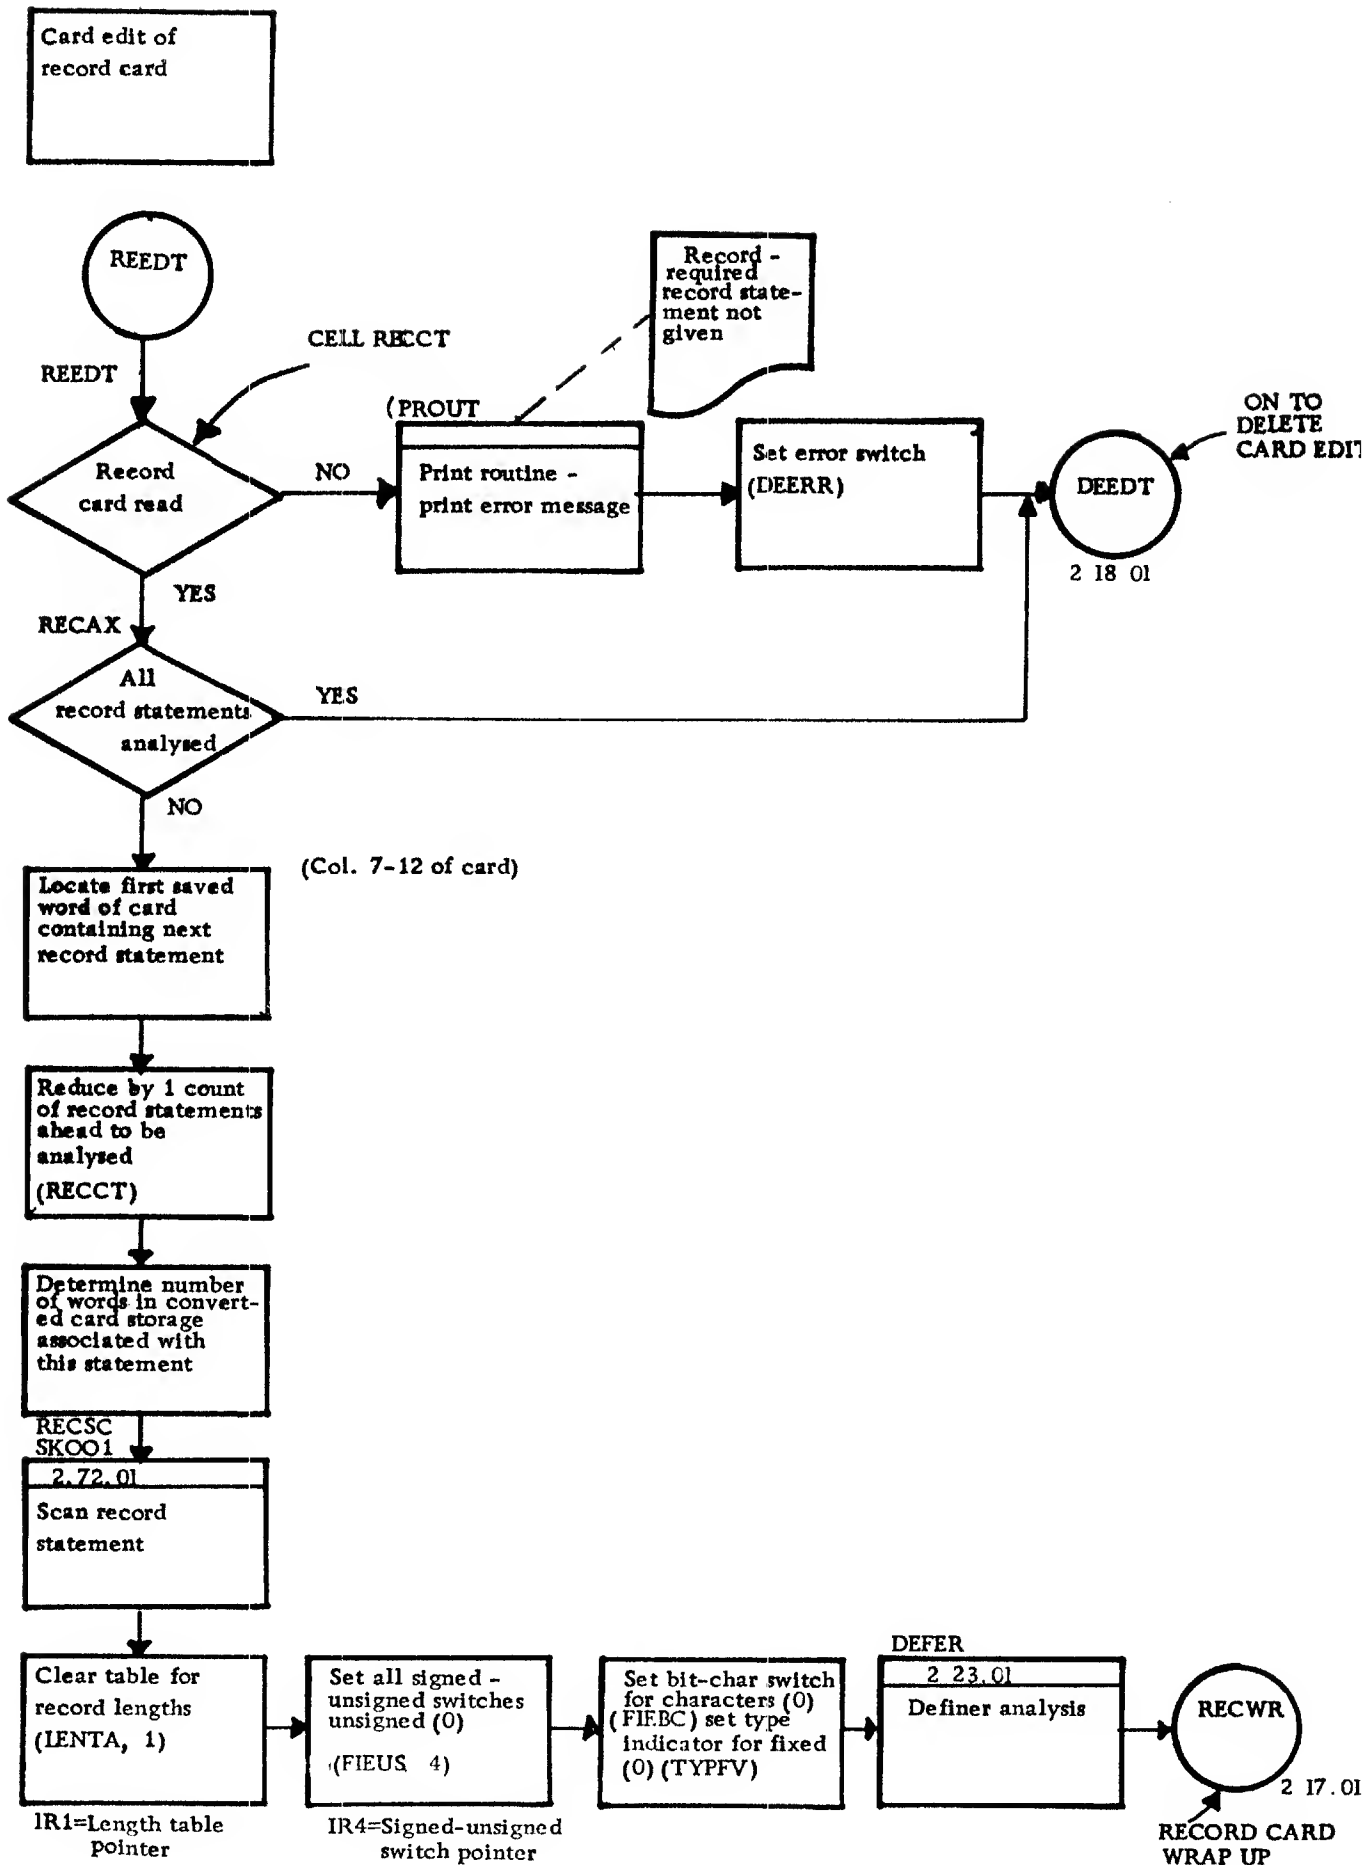 Card edit of
record card
REEDT
REEDT
CELL RECCT
Record -
required
record state-
ment not
given
Record
card read
NO
(PROUT
Print routine -
print error message
Set error switch
(DEERR)
DEEDT
2 18 01
ON TO
DELETE
CARD EDIT
YES
RECAX
All
record statements
analysed
YES
NO
(Col. 7-12 of card)
Locate first saved
word of card
containing next
record statement
Reduce by 1 count
of record statements
ahead to be
analysed
(RECCT)
Determine number
of words in convert-
ed card storage
associated with
this statement
RECSC
SKOO1
2.72.01
Scan record
statement
Clear table for
record lengths
(LENTA, 1)
IR1=Length table
pointer
Set all signed -
unsigned switches
unsigned (0)
(FIEUS 4)
IR4=Signed-unsigned
switch pointer
Set bit-char switch
for characters (0)
(FIEBC) set type
indicator for fixed
(0) (TYPFV)
DEFER
2 23.01
Definer analysis
RECWR
2 17.01
RECORD CARD
WRAP UP